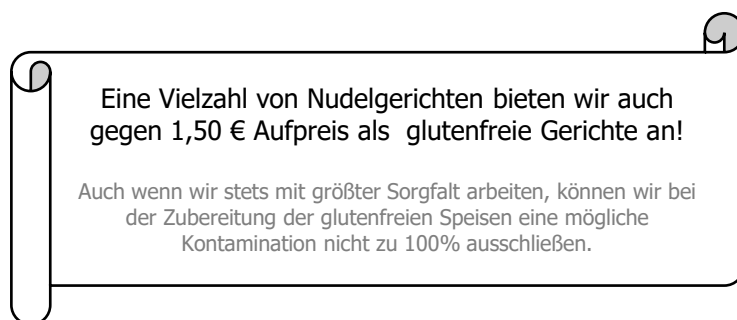 Eine Vielzahl von Nudelgerichten bieten wir auch
gegen 1,50 € Aufpreis als  glutenfreie Gerichte an!
Auch wenn wir stets mit größter Sorgfalt arbeiten, können wir bei
der Zubereitung der glutenfreien Speisen eine mögliche
Kontamination nicht zu 100% ausschließen.